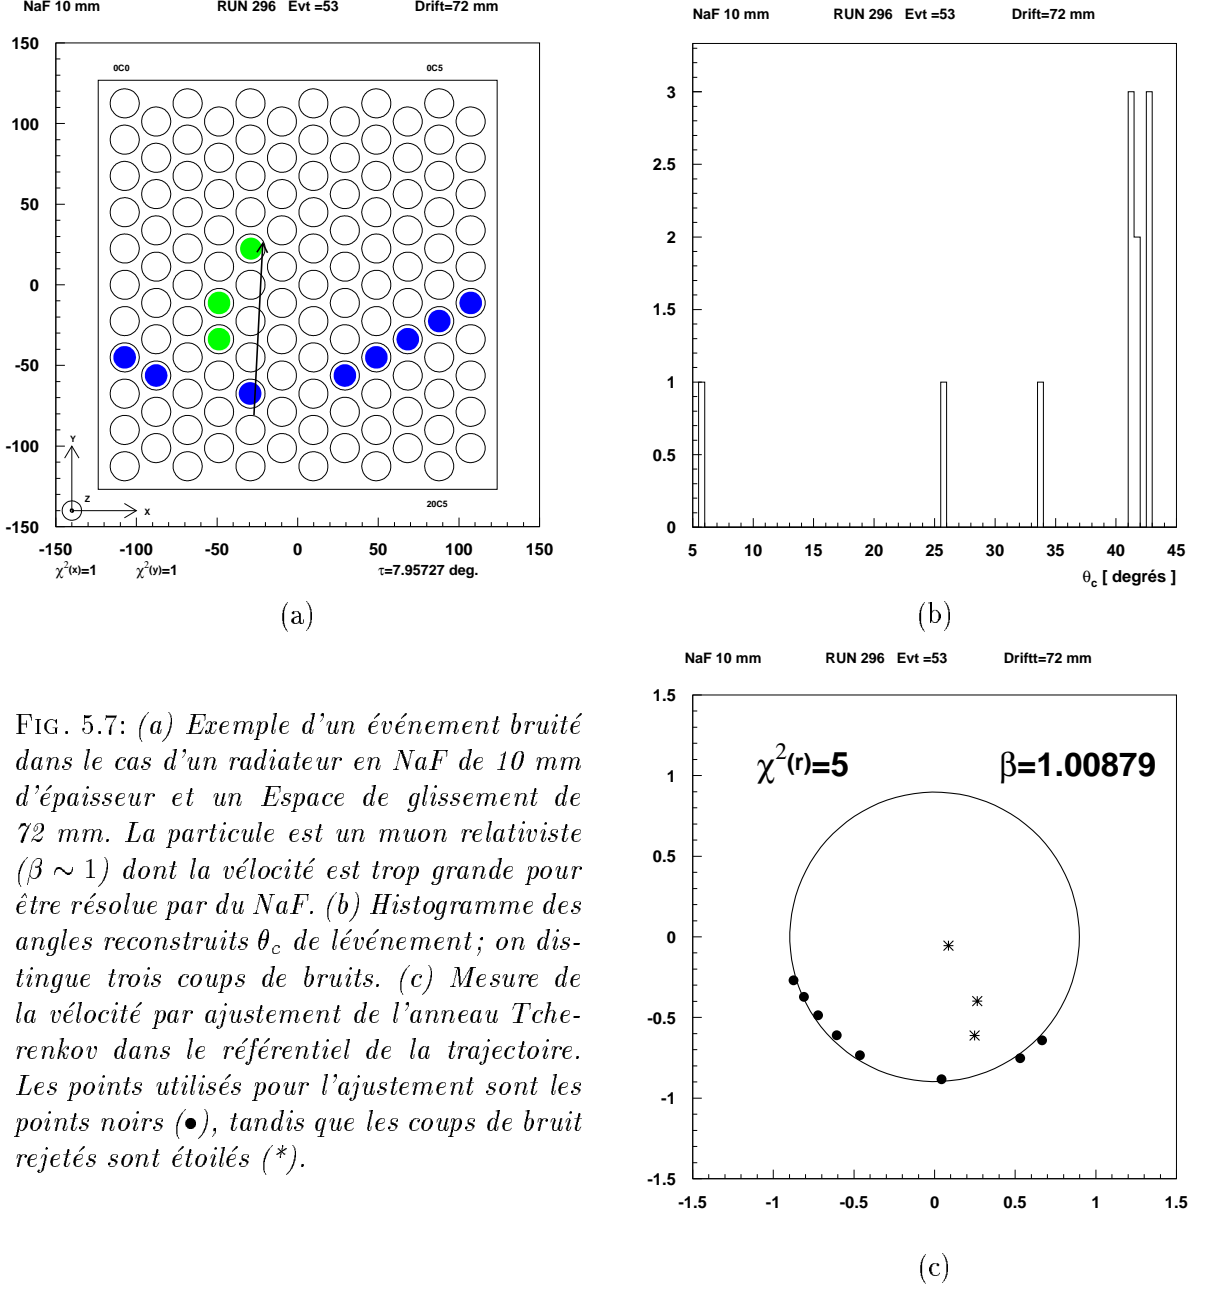 NaF 10 mm RUN 296 Evt =53 Drift=72 mm
150
100
50
0
-50
-100
-150
0C0 0C5
Y
Z
X
20C5
-150 -100 -50 0 50 100 150
χ²(x)=1 χ²(y)=1 τ=7.95727 deg.
(a)
NaF 10 mm RUN 296 Evt =53 Drift=72 mm
3
2.5
2
1.5
1
0.5
0
5 10 15 20 25 30 35 40 45
θc [ degrés ]
(b)
FIG. 5.7: (a) Exemple d'un événement bruité
dans le cas d'un radiateur en NaF de 10 mm
d'épaisseur et un Espace de glissement de
72 mm. La particule est un muon relativiste
(β ∼ 1) dont la vélocité est trop grande pour
être résolue par du NaF. (b) Histogramme des
angles reconstruits θc de lévénement; on dis-
tingue trois coups de bruits. (c) Mesure de
la vélocité par ajustement de l'anneau Tche-
renkov dans le référentiel de la trajectoire.
Les points utilisés pour l'ajustement sont les
points noirs (•), tandis que les coups de bruit
rejetés sont étoilés (*).
NaF 10 mm RUN 296 Evt =53 Driftt=72 mm
1.5
1
0.5
0
-0.5
-1
-1.5
χ²(r)=5 β=1.00879
-1.5 -1 -0.5 0 0.5 1 1.5
(c)